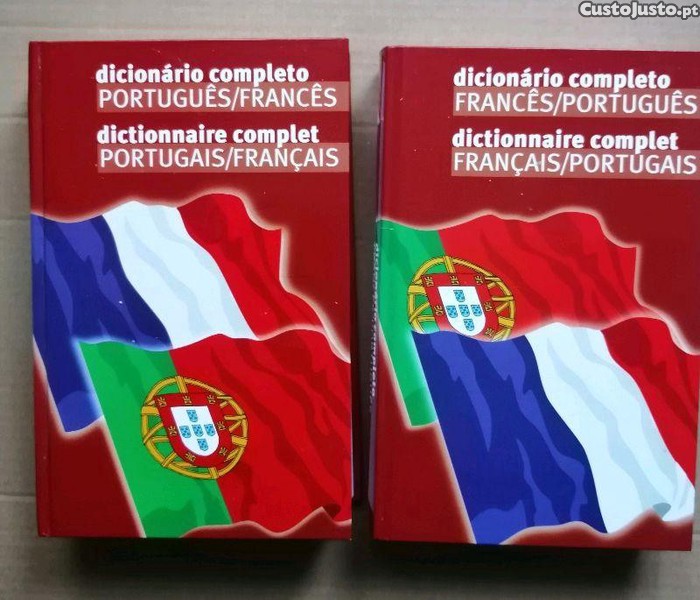 CustoJusto.pt
dicionário completo
PORTUGUÊS/FRANCÊS
dictionnaire complet
PORTUGAIS/FRANÇAIS
dicionário completo
FRANCÊS/PORTUGUÊS
dictionnaire complet
FRANÇAIS/PORTUGAIS